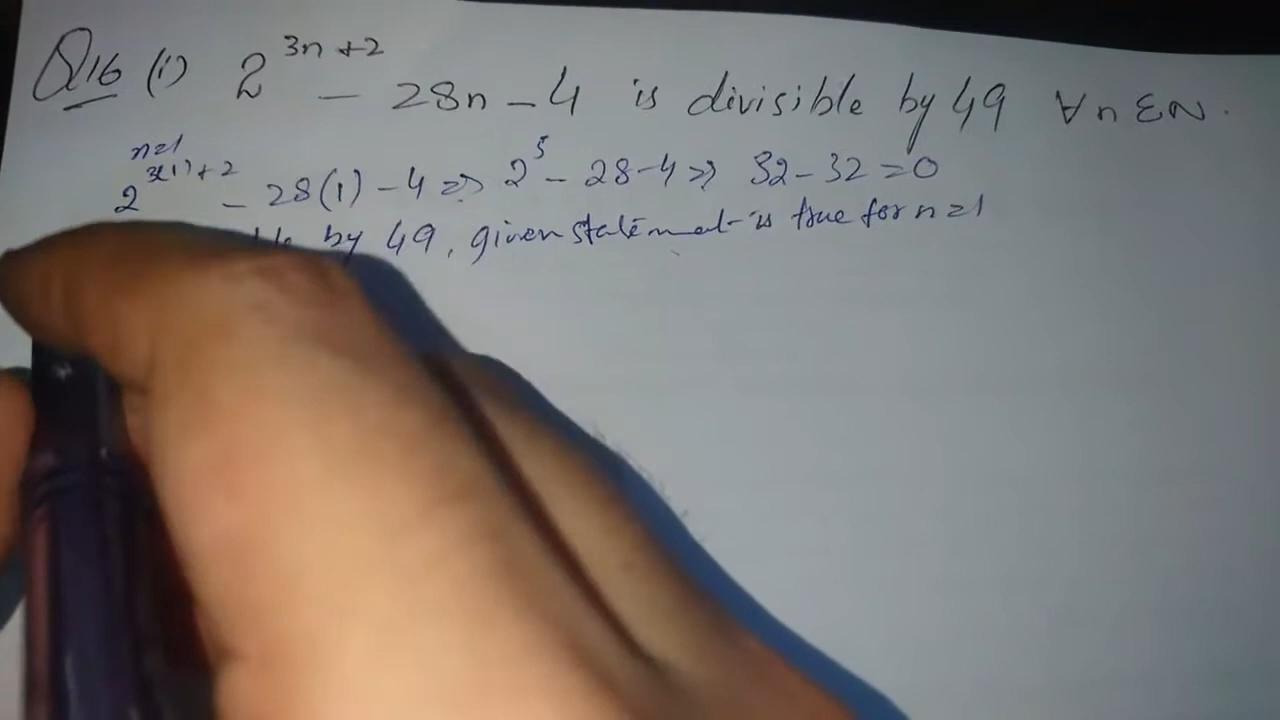 Q16 (i) 2^{3n+2} - 28n - 4 is divisible by 49 ∀n ∈ N.
n=1
2^{3(1)+2} - 28(1) - 4 => 2^5 - 28 - 4 => 32 - 32 = 0
by 49, given statement is true for n=1